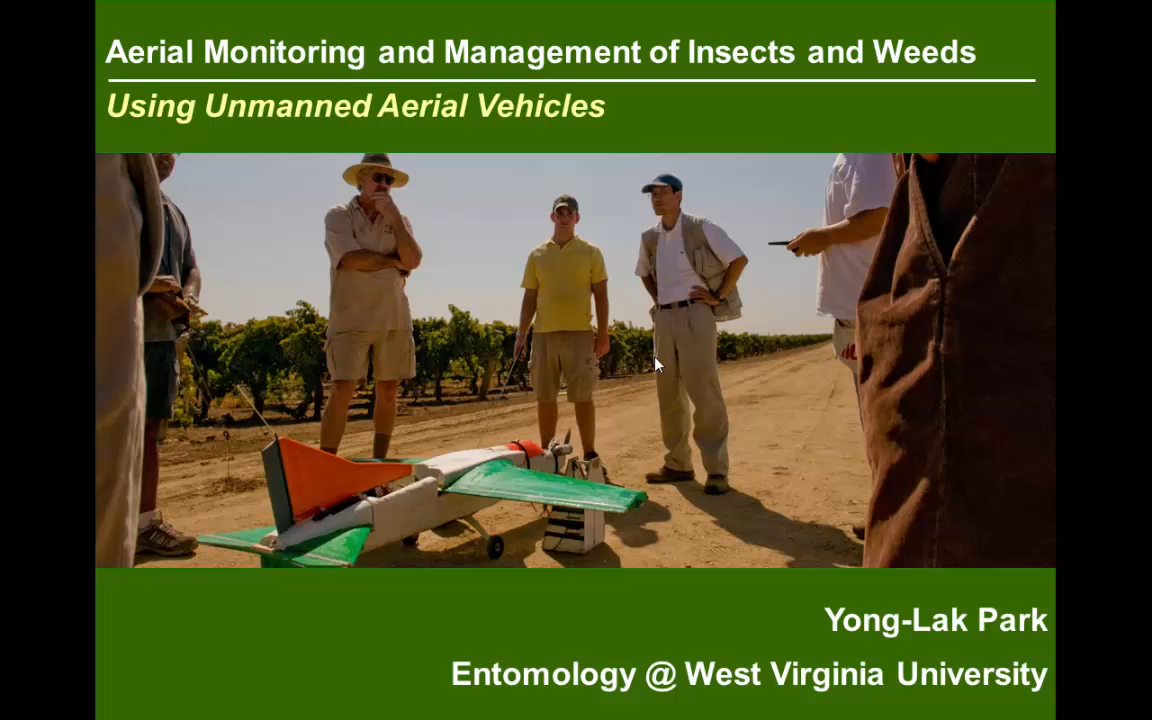 Aerial Monitoring and Management of Insects and Weeds
Using Unmanned Aerial Vehicles
Yong-Lak Park
Entomology @ West Virginia University